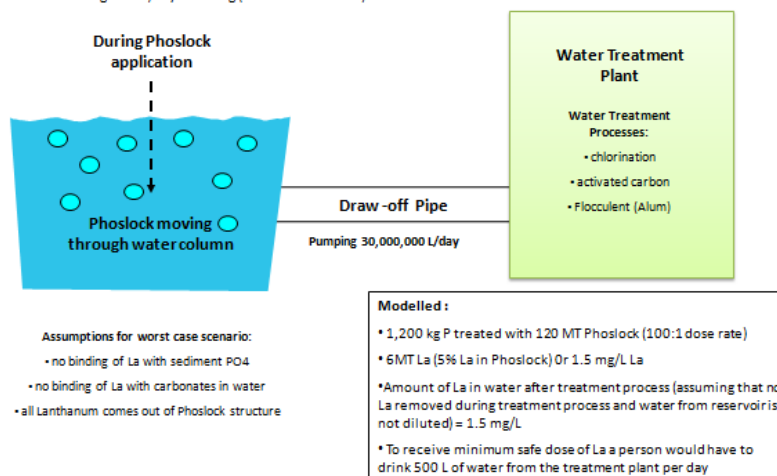 During Phoslock
application
Phoslock moving
through water column
Draw -off Pipe
Pumping 30,000,000 L/day
Water Treatment
Plant
Water Treatment
Processes:
• chlorination
• activated carbon
• Flocculent (Alum)
Assumptions for worst case scenario:
• no binding of La with sediment PO4
• no binding of La with carbonates in water
• all Lanthanum comes out of Phoslock structure
Modelled :
• 1,200 kg P treated with 120 MT Phoslock (100:1 dose rate)
• 6MT La (5% La in Phoslock) Or 1.5 mg/L La
•Amount of La in water after treatment process (assuming that no
La removed during treatment process and water from reservoir is
not diluted) = 1.5 mg/L
• To receive minimum safe dose of La a person would have to
drink 500 L of water from the treatment plant per day